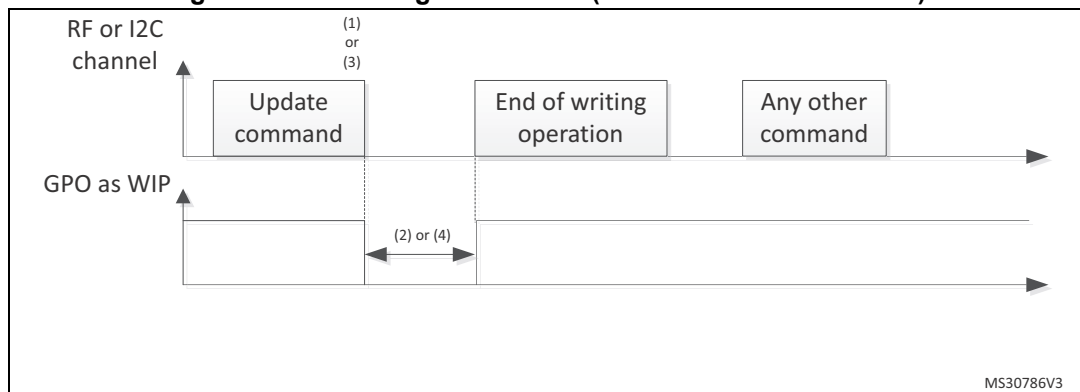 RF or I2C
channel
(1)
or
(3)
Update
command
End of writing
operation
Any other
command
GPO as WIP
(2) or (4)
MS30786V3